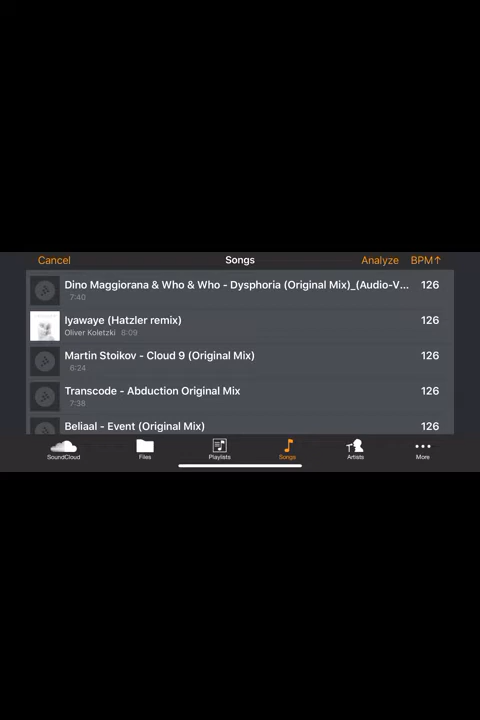 Cancel Songs Analyze BPM↑
Dino Maggiorana & Who & Who - Dysphoria (Original Mix)_(Audio-V... 126
7:40
Iyawaye (Hatzler remix) 126
Oliver Koletzki 8:09
Martin Stoikov - Cloud 9 (Original Mix) 126
6:24
Transcode - Abduction Original Mix 126
7:38
Beliaal - Event (Original Mix) 126
SoundCloud Files Playlists Songs Artists More